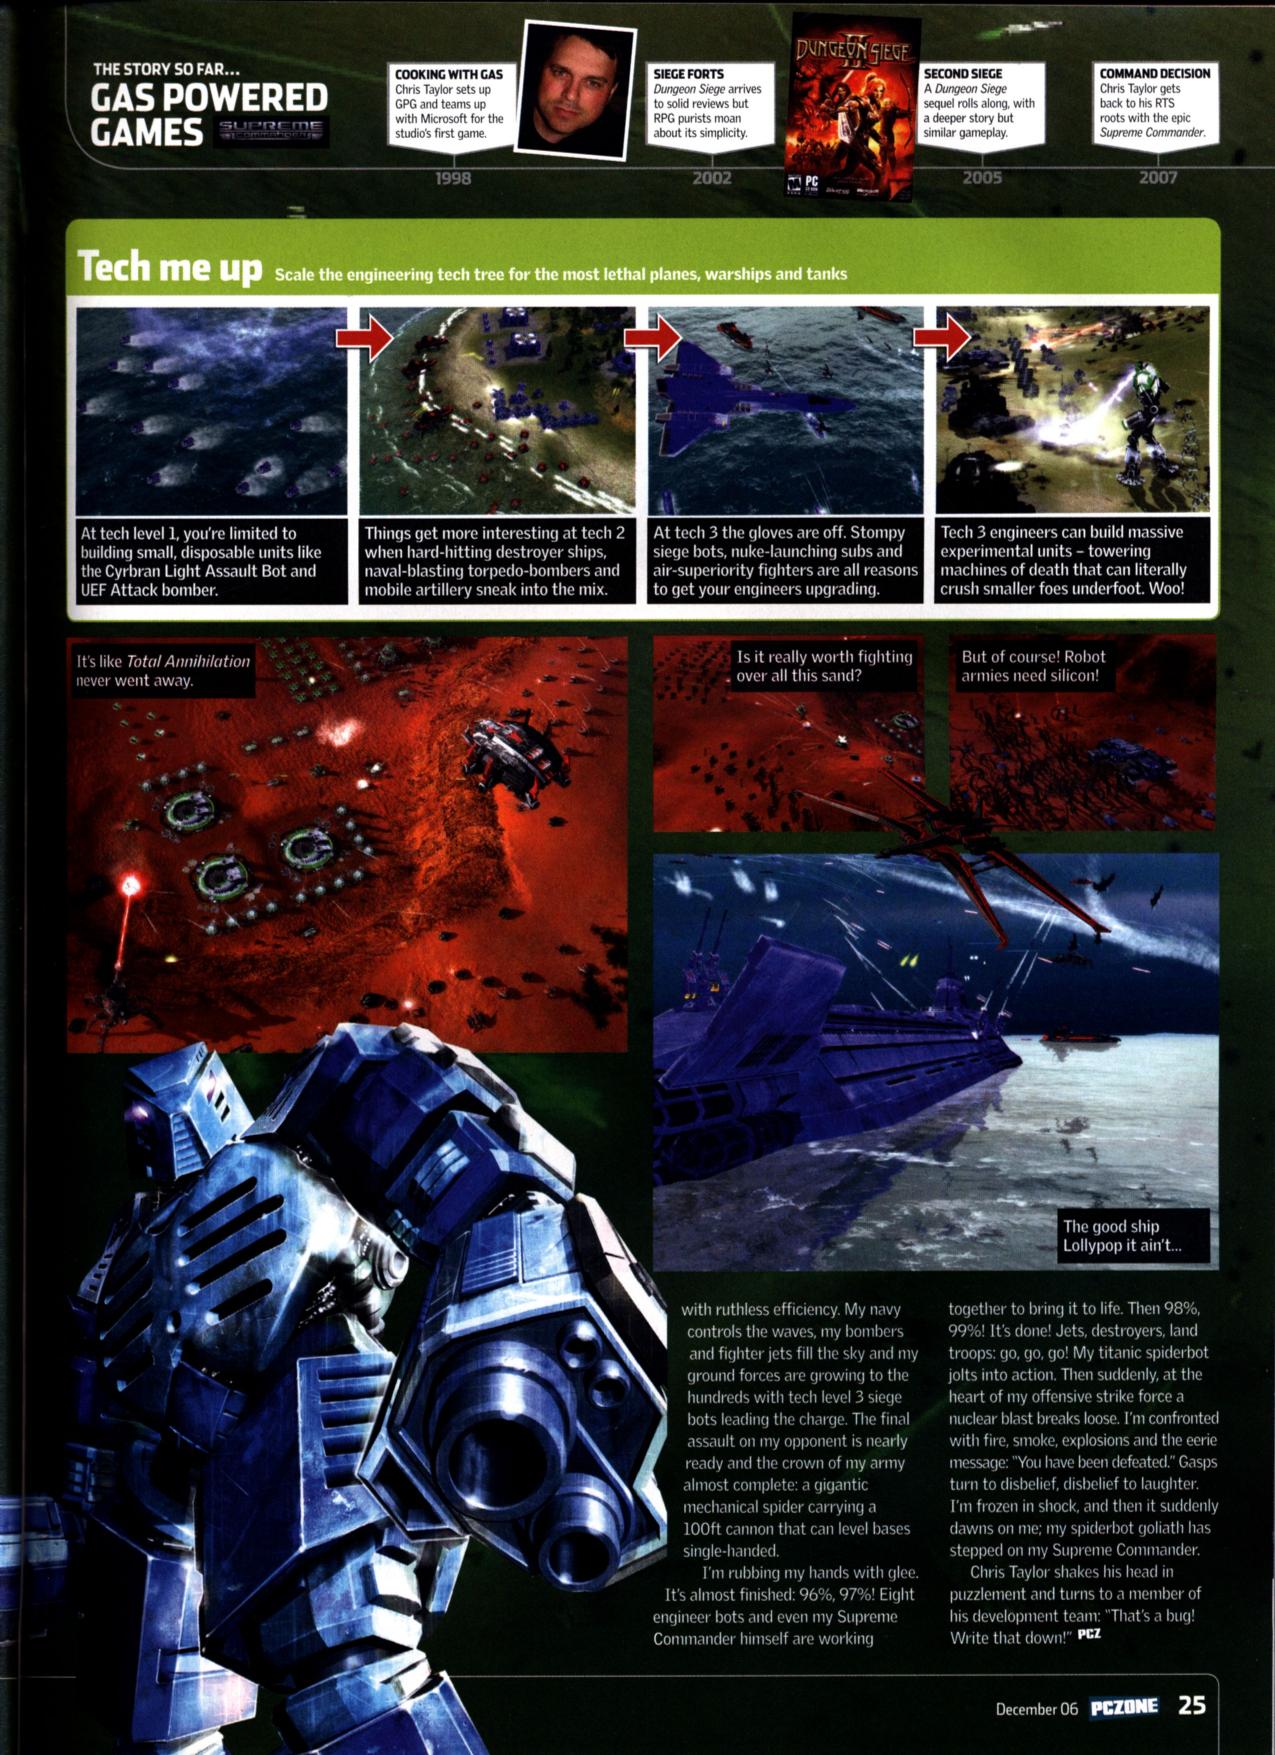 THE STORY SO FAR...
GAS POWERED
GAMES
SUPREME
COMMANDER
COOKING WITH GAS
Chris Taylor sets up
GPG and teams up
with Microsoft for the
studio's first game.
1998
SIEGE FORTS
Dungeon Siege arrives
to solid reviews but
RPG purists moan
about its simplicity.
2002
DUNGEON SIEGE
II
PC
SECOND SIEGE
A Dungeon Siege
sequel rolls along, with
a deeper story but
similar gameplay.
2005
COMMAND DECISION
Chris Taylor gets
back to his RTS
roots with the epic
Supreme Commander.
2007
Tech me up Scale the engineering tech tree for the most lethal planes, warships and tanks
At tech level 1, you're limited to
building small, disposable units like
the Cyrbran Light Assault Bot and
UEF Attack bomber.
Things get more interesting at tech 2
when hard-hitting destroyer ships,
naval-blasting torpedo-bombers and
mobile artillery sneak into the mix.
At tech 3 the gloves are off. Stompy
siege bots, nuke-launching subs and
air-superiority fighters are all reasons
to get your engineers upgrading.
Tech 3 engineers can build massive
experimental units – towering
machines of death that can literally
crush smaller foes underfoot. Woo!
It's like Total Annihilation
never went away.
Is it really worth fighting
over all this sand?
But of course! Robot
armies need silicon!
The good ship
Lollypop it ain't...
with ruthless efficiency. My navy
controls the waves, my bombers
and fighter jets fill the sky and my
ground forces are growing to the
hundreds with tech level 3 siege
bots leading the charge. The final
assault on my opponent is nearly
ready and the crown of my army
almost complete: a gigantic
mechanical spider carrying a
100ft cannon that can level bases
single-handed.
I'm rubbing my hands with glee.
It's almost finished: 96%, 97%! Eight
engineer bots and even my Supreme
Commander himself are working
together to bring it to life. Then 98%,
99%! It's done! Jets, destroyers, land
troops: go, go, go! My titanic spiderbot
jolts into action. Then suddenly, at the
heart of my offensive strike force a
nuclear blast breaks loose. I'm confronted
with fire, smoke, explosions and the eerie
message: "You have been defeated." Gasps
turn to disbelief, disbelief to laughter.
I'm frozen in shock, and then it suddenly
dawns on me; my spiderbot goliath has
stepped on my Supreme Commander.
Chris Taylor shakes his head in
puzzlement and turns to a member of
his development team: "That's a bug!
Write that down!" PCZ
December 06 PCZONE 25